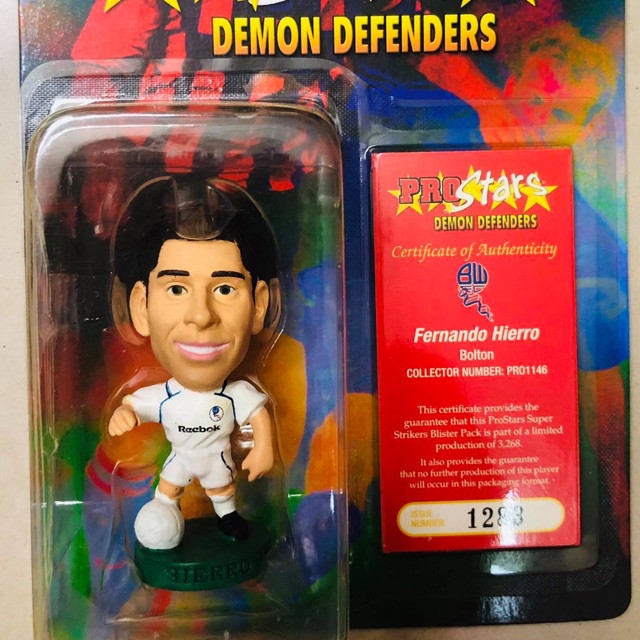 DEMON DEFENDERS
PRO Stars
DEMON DEFENDERS
Certificate of Authenticity
BW
Fernando Hierro
Bolton
COLLECTOR NUMBER: PRO1146
This certificate provides the
guarantee that this ProStars Super
Strikers Blister Pack is part of a limited
production of 3,268.
It also provides the guarantee
that no further production of this player
will occur in this packaging format.
ISSUE
NUMBER
Reebok
HIERRO